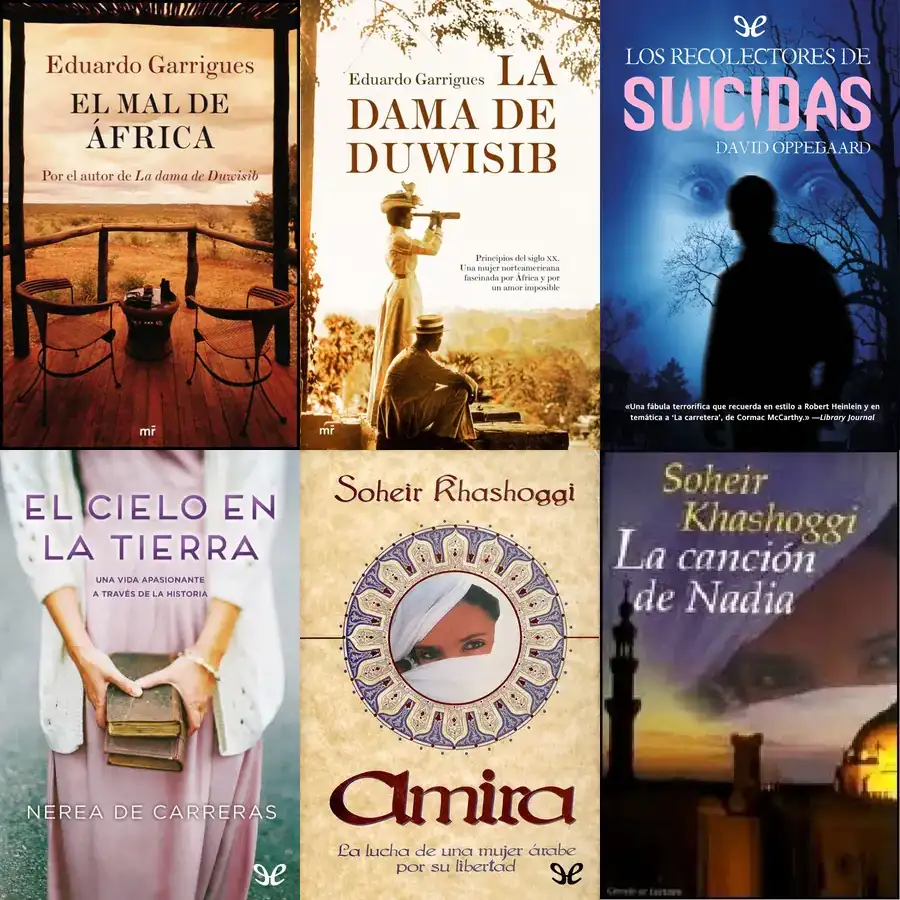 Eduardo Garrigues
EL MAL DE
ÁFRICA
Por el autor de La dama de Duwisib
mr
Eduardo Garrigues LA
DAMA DE
DUWISIB
Principios del siglo XX.
Una mujer norteamericana
fascinada por África y por
un amor imposible
mr
LOS RECOLECTORES DE
SUICIDAS
DAVID OPPEGAARD
«Una fábula terrorífica que recuerda en estilo a Robert Heinlein y en
temática a 'La carretera', de Cormac McCarthy.» —Library Journal
EL CIELO EN
LA TIERRA
UNA VIDA APASIONANTE
A TRAVÉS DE LA HISTORIA
NEREA DE CARRERAS
Soheir Khashoggi
Amira
La lucha de una mujer árabe
por su libertad
Soheir
Khashoggi
La canción
de Nadia
Círculo de Lectores